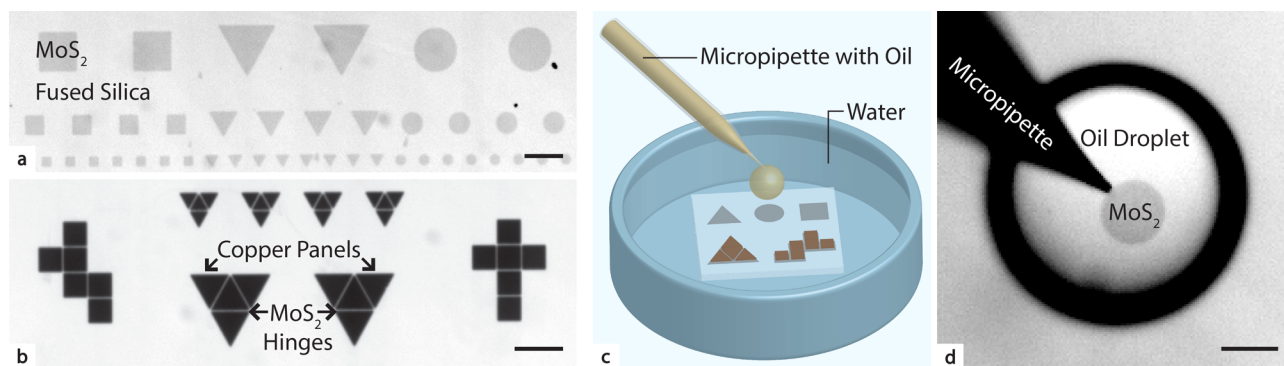 MoS₂
Fused Silica
a
Copper Panels
MoS₂
Hinges
b
Micropipette with Oil
Water
c
Micropipette
Oil Droplet
MoS₂
d